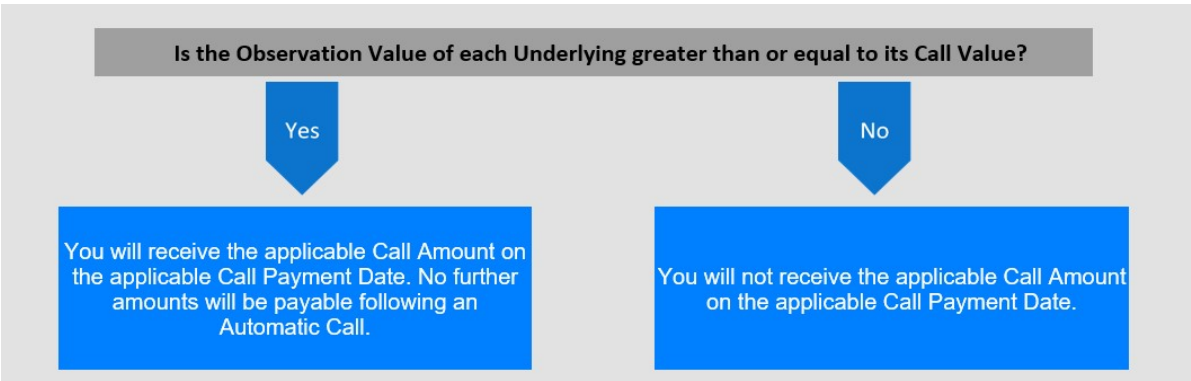 Is the Observation Value of each Underlying greater than or equal to its Call Value?
Yes
No
You will receive the applicable Call Amount on
the applicable Call Payment Date. No further
amounts will be payable following an
Automatic Call.
You will not receive the applicable Call Amount
on the applicable Call Payment Date.